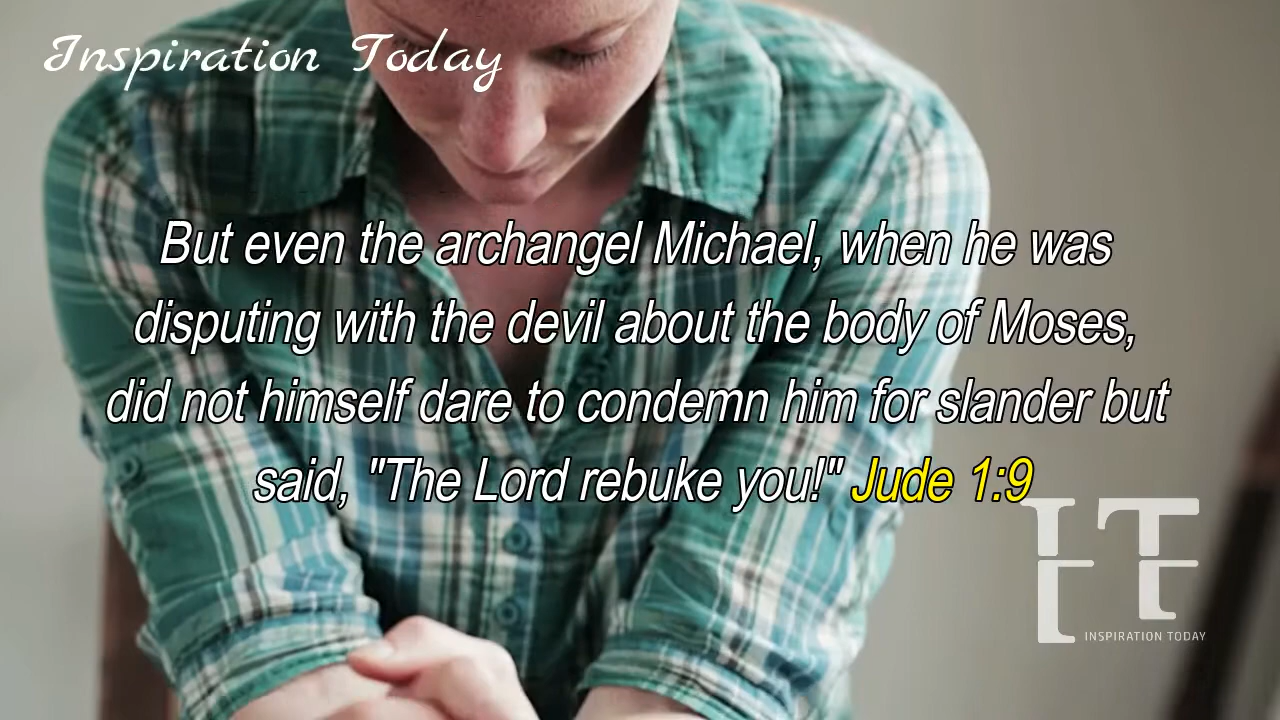 Inspiration Today
But even the archangel Michael, when he was
disputing with the devil about the body of Moses,
did not himself dare to condemn him for slander but
said, "The Lord rebuke you!" Jude 1:9
IT
INSPIRATION TODAY